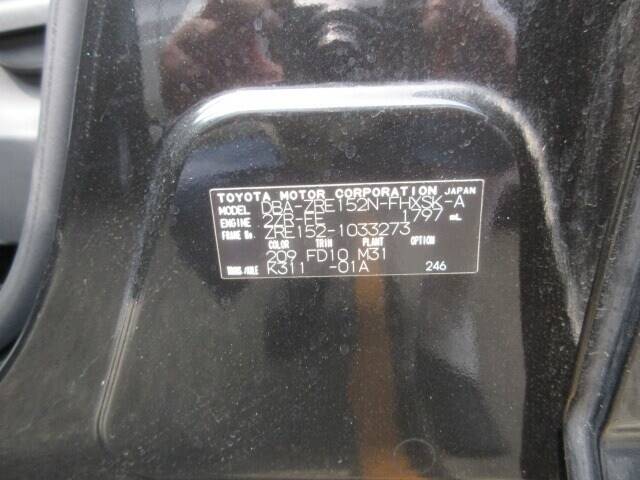 TOYOTA MOTOR CORPORATION JAPAN
MODEL DBA-ZRE152N-FHXSK-A
ENGINE 2ZR-FE 1797 mL
FRAME No. ZRE152-1033273
COLOR TRIM PLANT OPTION
209 FD10 M31
TRANS./AXLE K311 -01A 246